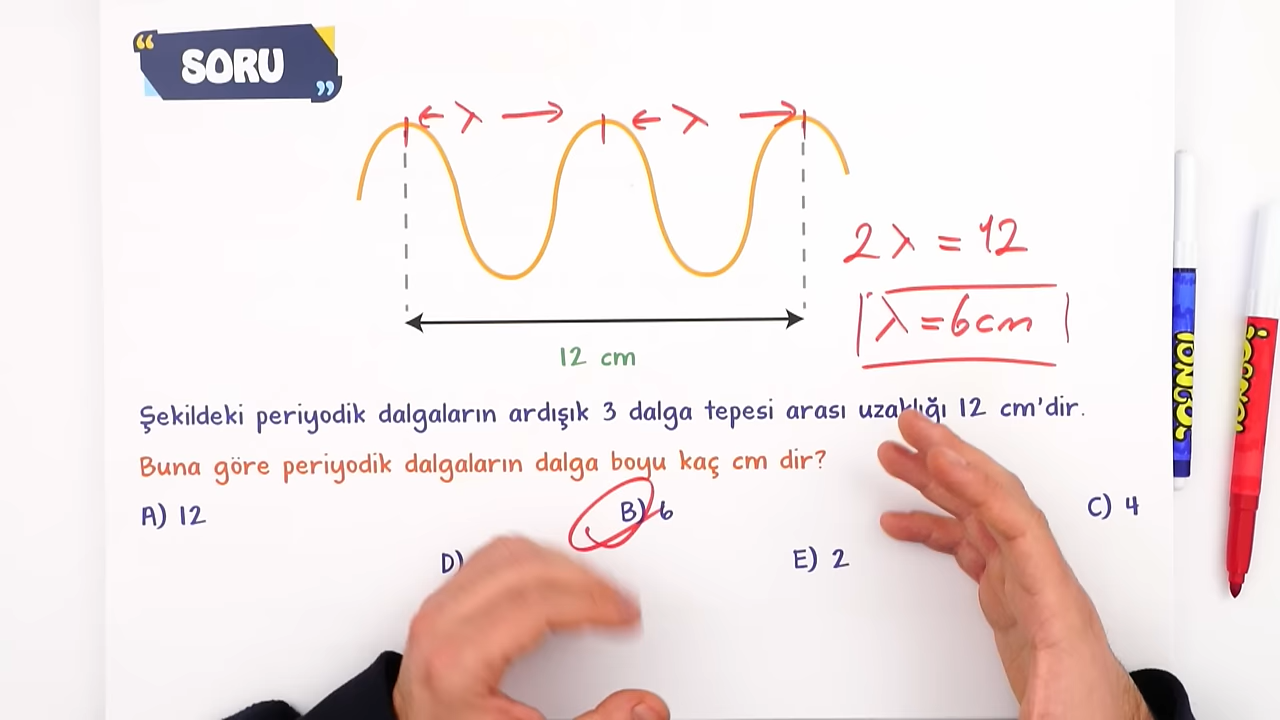 SORU
λ λ
2λ = 12
λ = 6cm
12 cm
Şekildeki periyodik dalgaların ardışık 3 dalga tepesi arası uzaklığı 12 cm'dir.
Buna göre periyodik dalgaların dalga boyu kaç cm dir?
A) 12
B) 6
C) 4
D)
E) 2